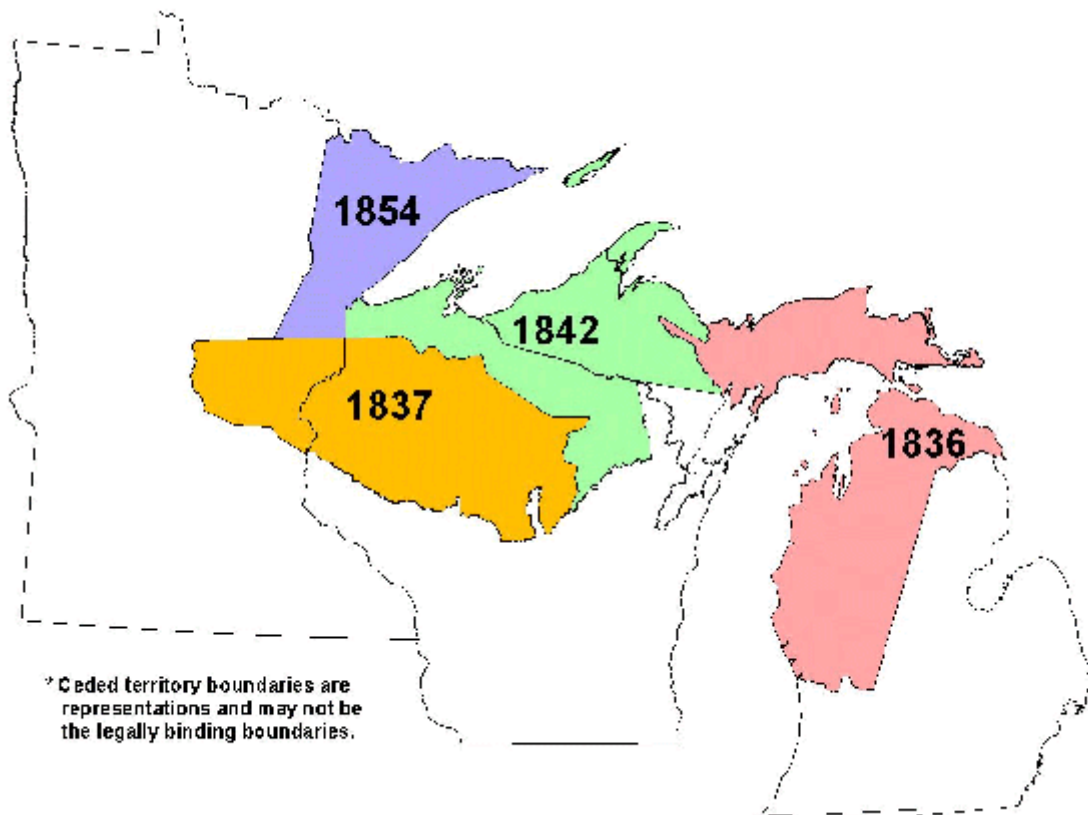 1854
1842
1837
1836
* Ceded territory boundaries are
representations and may not be
the legally binding boundaries.